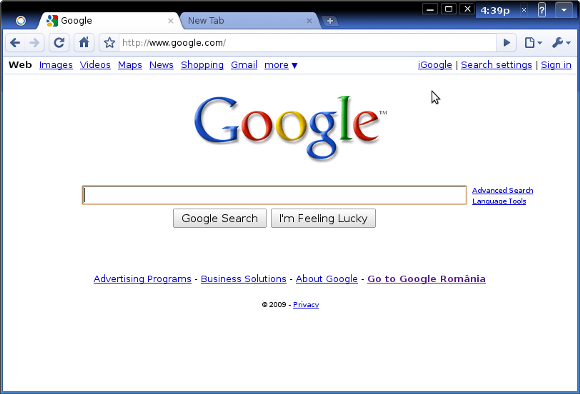 4:39p ?
Google New Tab
http://www.google.com/
Web Images Videos Maps News Shopping Gmail more ▼ iGoogle | Search settings | Sign in
Google™
Advanced Search
Language Tools
Google Search I'm Feeling Lucky
Advertising Programs - Business Solutions - About Google - Go to Google România
© 2009 - Privacy